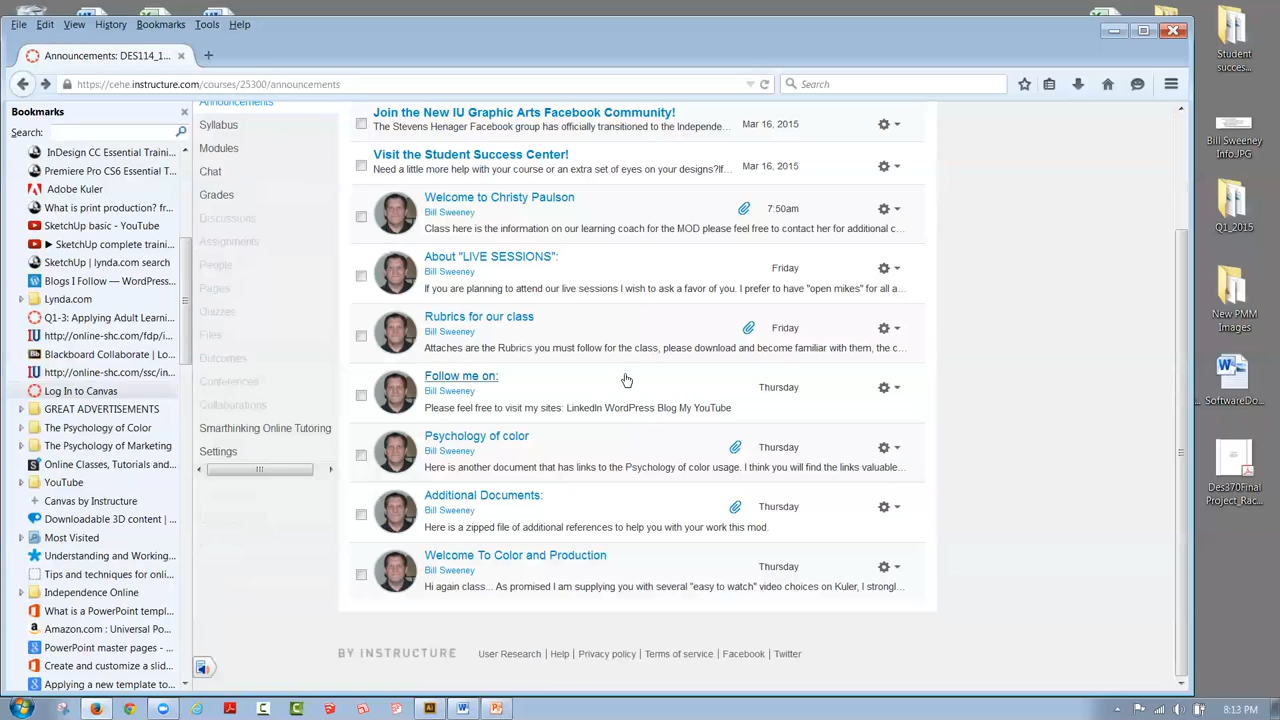 File Edit View History Bookmarks Tools Help
Announcements: DES114_1...
https://cehe.instructure.com/courses/25300/announcements
Search
Bookmarks
Search:
InDesign CC Essential Traini...
Premiere Pro CS6 Essential T...
Adobe Kuler
What is print production? fr...
SketchUp basic - YouTube
▶ SketchUp complete traini...
SketchUp | lynda.com search
Blogs I Follow — WordPress...
Lynda.com
Q1-3: Applying Adult Learni...
http://online-shc.com/fdp/i...
Blackboard Collaborate | Lo...
http://online-shc.com/ssc/in...
Log In to Canvas
GREAT ADVERTISEMENTS
The Psychology of Color
The Psychology of Marketing
Online Classes, Tutorials and...
YouTube
Canvas by Instructure
Downloadable 3D content | ...
Most Visited
Understanding and Working...
Tips and techniques for onli...
Independence Online
What is a PowerPoint templ...
Amazon.com : Universal Po...
PowerPoint master pages - ...
Create and customize a slid...
Applying a new template to...
Announcements
Syllabus
Modules
Chat
Grades
Discussions
Assignments
People
Pages
Quizzes
Files
Outcomes
Conferences
Collaborations
Smarthinking Online Tutoring
Settings
Join the New IU Graphic Arts Facebook Community!
The Stevens Henager Facebook group has officially transitioned to the Independe... Mar 16, 2015
Visit the Student Success Center!
Need a little more help with your course or an extra set of eyes on your designs?If... Mar 16, 2015
Welcome to Christy Paulson
Bill Sweeney 7:50am
Class here is the information on our learning coach for the MOD please feel free to contact her for additional c...
About "LIVE SESSIONS":
Bill Sweeney Friday
If you are planning to attend our live sessions I wish to ask a favor of you. I prefer to have "open mikes" for all a...
Rubrics for our class
Bill Sweeney Friday
Attaches are the Rubrics you must follow for the class, please download and become familiar with them, the c...
Follow me on:
Bill Sweeney Thursday
Please feel free to visit my sites: LinkedIn WordPress Blog My YouTube
Psychology of color
Bill Sweeney Thursday
Here is another document that has links to the Psychology of color usage. I think you will find the links valuable...
Additional Documents:
Bill Sweeney Thursday
Here is a zipped file of additional references to help you with your work this mod.
Welcome To Color and Production
Bill Sweeney Thursday
Hi again class... As promised I am supplying you with several "easy to watch" video choices on Kuler, I strongl...
BY INSTRUCTURE User Research | Help | Privacy policy | Terms of service | Facebook | Twitter
Student
succes...
Bill Sweeney
Info.JPG
Q1_2015
New PMM
Images
SoftwareDo...
Des370Final
Project_Rac...
8:13 PM